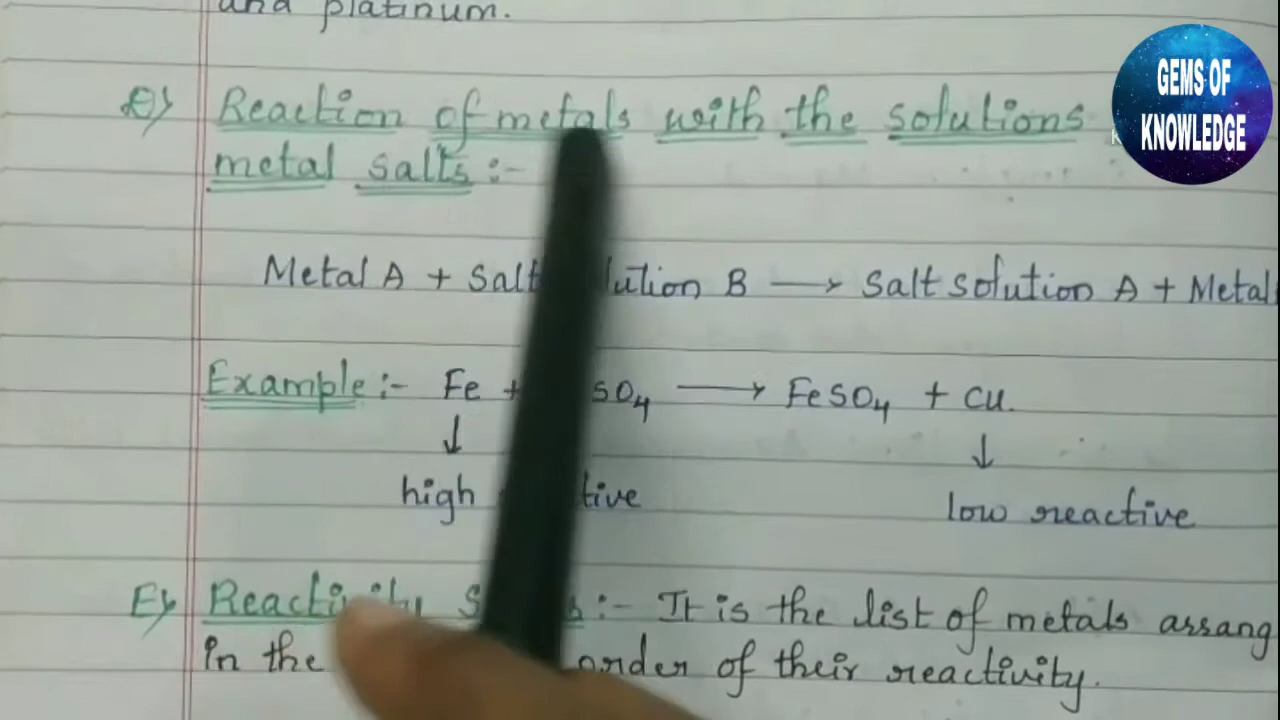 and platinum.
GEMS OF
KNOWLEDGE
Reaction of metals with the solutions
metal salts :-
Metal A + Salt lution B → Salt solution A + Metal
Example :- Fe + SO4 → FeSO4 + Cu.
↓ ↓
high tive low reactive
E) Reactivity S :- It is the list of metals arrang
in the order of their reactivity.